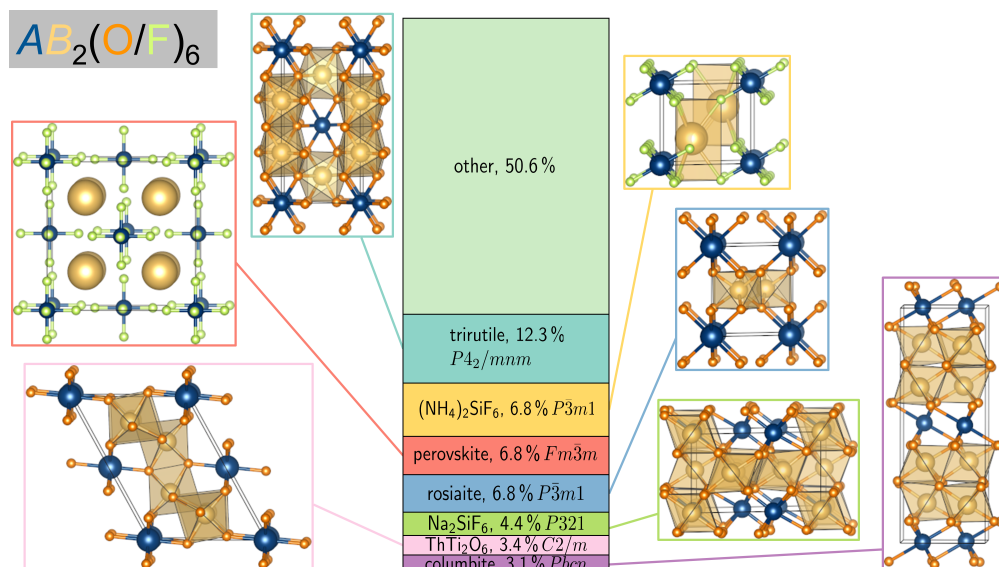 AB₂(O/F)₆
other, 50.6 %
trirutile, 12.3 %
P4₂/mnm
(NH₄)₂SiF₆, 6.8 % P3̄m1
perovskite, 6.8 % Fm3̄m
rosiaite, 6.8 % P3̄m1
Na₂SiF₆, 4.4 % P321
ThTi₂O₆, 3.4 % C2/m
columbite, 3.1 % Pbcn